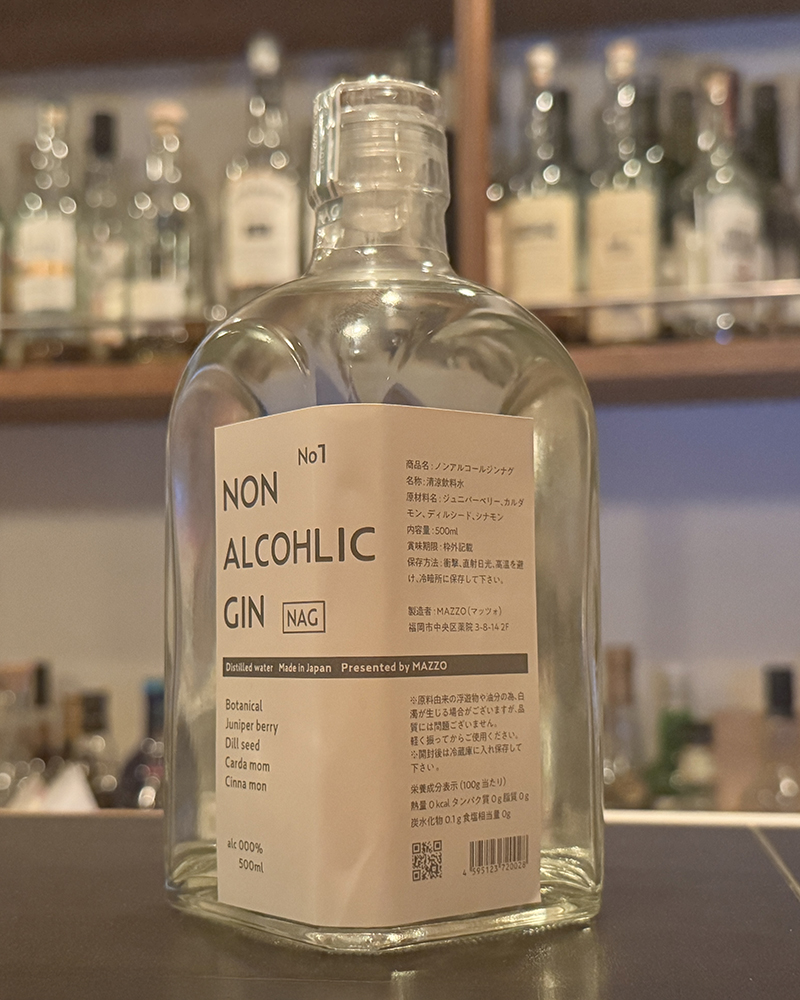 No1
NON
ALCOHLIC
GIN NAG
商品名:ノンアルコールジンナグ
名称:清涼飲料水
原材料名:ジュニパーベリー、カルダ
モン、ディルシード、シナモン
内容量:500ml
賞味期限:枠外記載
保存方法:衝撃、直射日光、高温を避
け、冷暗所に保存して下さい。
製造者:MAZZO(マッツォ)
福岡市中央区薬院 3-8-14 2F
Distilled water Made in Japan Presented by MAZZO
Botanical
Juniper berry
Dill seed
Carda mom
Cinna mon
alc 000%
500ml
※原料由来の浮遊物や油分の為、白
濁が生じる場合がございますが、品
質には問題ございません。
軽く振ってからご使用ください。
※開封後は冷蔵庫に入れ保存して
下さい。
栄養成分表示(100g当たり)
熱量 0 kcal タンパク質 0 g 脂質 0 g
炭水化物 0.1 g 食塩相当量 0g
4 595123 720028